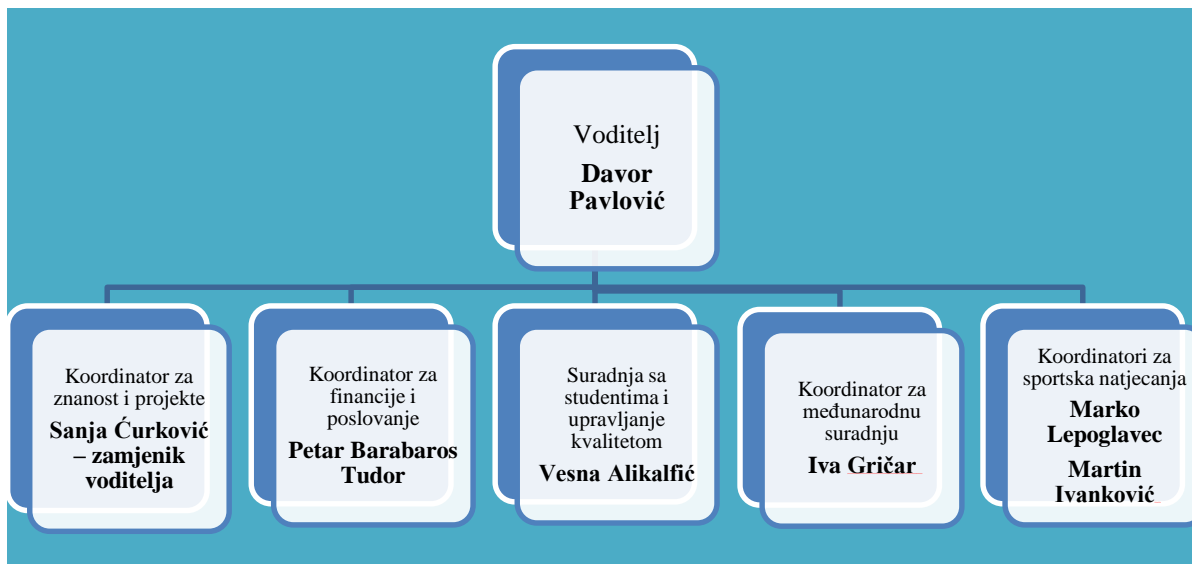 Voditelj
Davor
Pavlović
Koordinator za
znanost i projekte
Sanja Ćurković
– zamjenik
voditelja
Koordinator za
financije i
poslovanje
Petar Barabaros
Tudor
Suradnja sa
studentima i
upravljanje
kvalitetom
Vesna Alikalfić
Koordinator za
međunarodnu
suradnju
Iva Gričar
Koordinatori za
sportska natjecanja
Marko
Lepoglavec
Martin
Ivanković